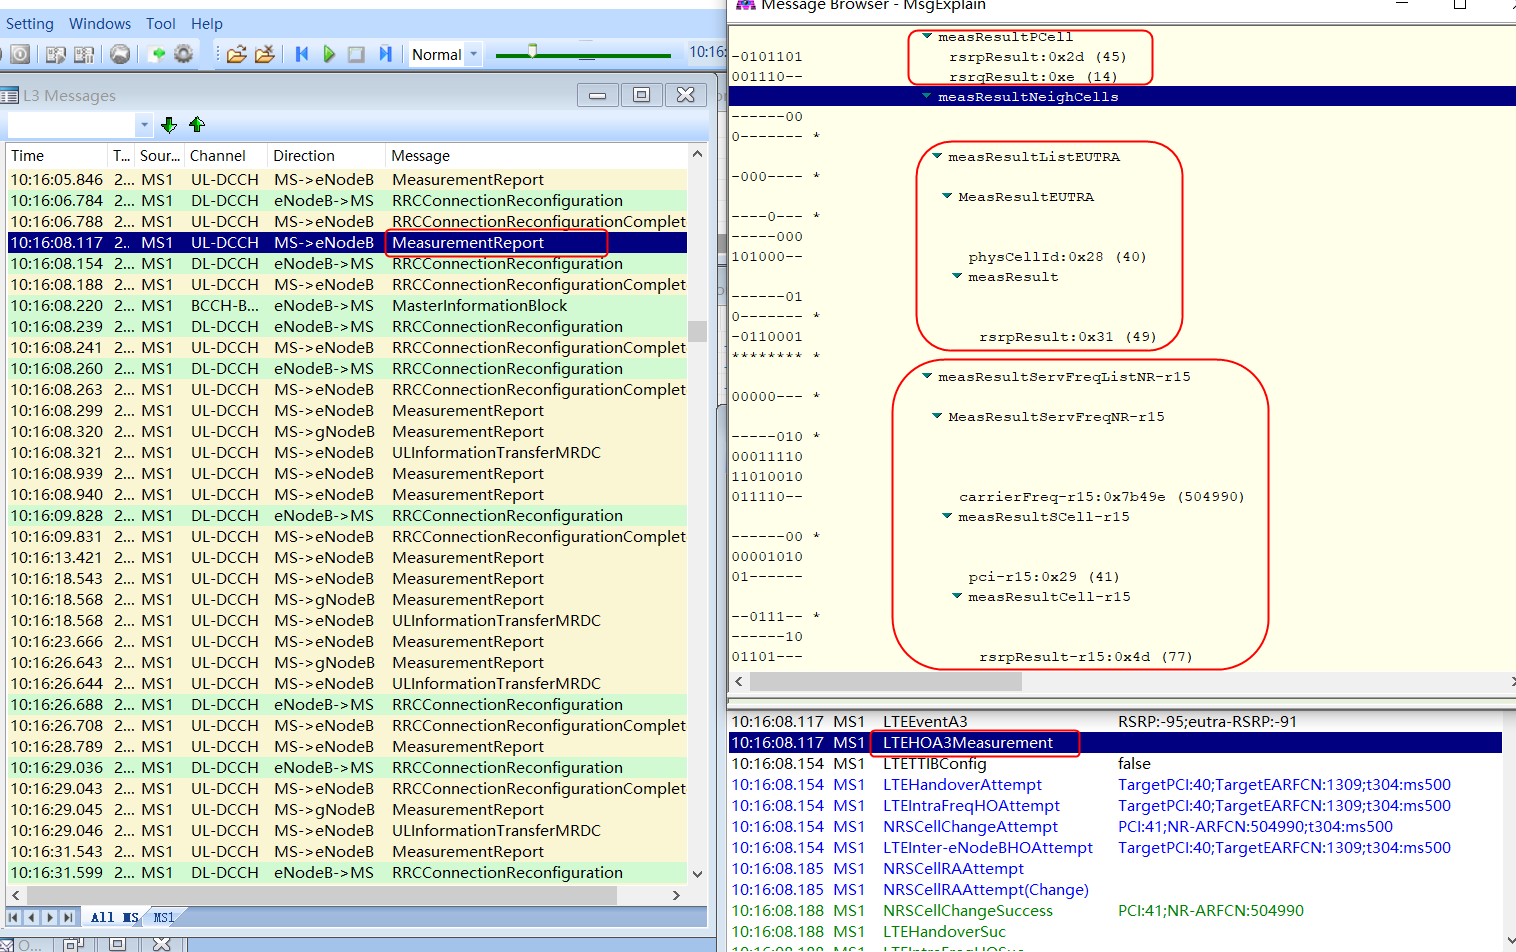 Setting Windows Tool Help
Normal
10:16:
L3 Messages
Time T... Sour... Channel Direction Message
10:16:05.846 2... MS1 UL-DCCH MS->eNodeB MeasurementReport
10:16:06.784 2... MS1 DL-DCCH eNodeB->MS RRCConnectionReconfiguration
10:16:06.788 2... MS1 UL-DCCH MS->eNodeB RRCConnectionReconfigurationComplet
10:16:08.117 2.. MS1 UL-DCCH MS->eNodeB MeasurementReport
10:16:08.154 2... MS1 DL-DCCH eNodeB->MS RRCConnectionReconfiguration
10:16:08.188 2... MS1 UL-DCCH MS->eNodeB RRCConnectionReconfigurationComplet
10:16:08.220 2... MS1 BCCH-B... eNodeB->MS MasterInformationBlock
10:16:08.239 2... MS1 DL-DCCH eNodeB->MS RRCConnectionReconfiguration
10:16:08.241 2... MS1 UL-DCCH MS->eNodeB RRCConnectionReconfigurationComplet
10:16:08.260 2... MS1 DL-DCCH eNodeB->MS RRCConnectionReconfiguration
10:16:08.263 2... MS1 UL-DCCH MS->eNodeB RRCConnectionReconfigurationComplet
10:16:08.299 2... MS1 UL-DCCH MS->eNodeB MeasurementReport
10:16:08.320 2... MS1 UL-DCCH MS->gNodeB MeasurementReport
10:16:08.321 2... MS1 UL-DCCH MS->eNodeB ULInformationTransferMRDC
10:16:08.939 2... MS1 UL-DCCH MS->eNodeB MeasurementReport
10:16:08.940 2... MS1 UL-DCCH MS->eNodeB MeasurementReport
10:16:09.828 2... MS1 DL-DCCH eNodeB->MS RRCConnectionReconfiguration
10:16:09.831 2... MS1 UL-DCCH MS->eNodeB RRCConnectionReconfigurationComplet
10:16:13.421 2... MS1 UL-DCCH MS->eNodeB MeasurementReport
10:16:18.543 2... MS1 UL-DCCH MS->eNodeB MeasurementReport
10:16:18.568 2... MS1 UL-DCCH MS->gNodeB MeasurementReport
10:16:18.568 2... MS1 UL-DCCH MS->eNodeB ULInformationTransferMRDC
10:16:23.666 2... MS1 UL-DCCH MS->eNodeB MeasurementReport
10:16:26.643 2... MS1 UL-DCCH MS->gNodeB MeasurementReport
10:16:26.644 2... MS1 UL-DCCH MS->eNodeB ULInformationTransferMRDC
10:16:26.688 2... MS1 DL-DCCH eNodeB->MS RRCConnectionReconfiguration
10:16:26.708 2... MS1 UL-DCCH MS->eNodeB RRCConnectionReconfigurationComplet
10:16:28.789 2... MS1 UL-DCCH MS->eNodeB MeasurementReport
10:16:29.036 2... MS1 DL-DCCH eNodeB->MS RRCConnectionReconfiguration
10:16:29.043 2... MS1 UL-DCCH MS->eNodeB RRCConnectionReconfigurationComplet
10:16:29.045 2... MS1 UL-DCCH MS->gNodeB MeasurementReport
10:16:29.046 2... MS1 UL-DCCH MS->eNodeB ULInformationTransferMRDC
10:16:31.543 2... MS1 UL-DCCH MS->eNodeB MeasurementReport
10:16:31.599 2... MS1 DL-DCCH eNodeB->MS RRCConnectionReconfiguration
All MS MS1
O...
Message Browser - MsgExplain
measResultPCell
-0101101 rsrpResult:0x2d (45)
001110-- rsrqResult:0xe (14)
measResultNeighCells
------00
0------- *
measResultListEUTRA
-000---- *
MeasResultEUTRA
----0--- *
-----000
101000-- physCellId:0x28 (40)
measResult
------01
0------- *
-0110001 rsrpResult:0x31 (49)
******** *
measResultServFreqListNR-r15
00000--- *
MeasResultServFreqNR-r15
-----010 *
00011110
11010010
011110-- carrierFreq-r15:0x7b49e (504990)
measResultSCell-r15
------00 *
00001010
01------ pci-r15:0x29 (41)
measResultCell-r15
--0111-- *
------10
01101--- rsrpResult-r15:0x4d (77)
10:16:08.117 MS1 LTEEventA3 RSRP:-95;eutra-RSRP:-91
10:16:08.117 MS1 LTEHOA3Measurement
10:16:08.154 MS1 LTETTIBConfig false
10:16:08.154 MS1 LTEHandoverAttempt TargetPCI:40;TargetEARFCN:1309;t304:ms500
10:16:08.154 MS1 LTEIntraFreqHOAttempt TargetPCI:40;TargetEARFCN:1309;t304:ms500
10:16:08.154 MS1 NRSCellChangeAttempt PCI:41;NR-ARFCN:504990;t304:ms500
10:16:08.154 MS1 LTEInter-eNodeBHOAttempt TargetPCI:40;TargetEARFCN:1309;t304:ms500
10:16:08.185 MS1 NRSCellRAAttempt
10:16:08.185 MS1 NRSCellRAAttempt(Change)
10:16:08.188 MS1 NRSCellChangeSuccess PCI:41;NR-ARFCN:504990
10:16:08.188 MS1 LTEHandoverSuc
10:16:08.188 MS1 LTEIntraFreqHOSuc